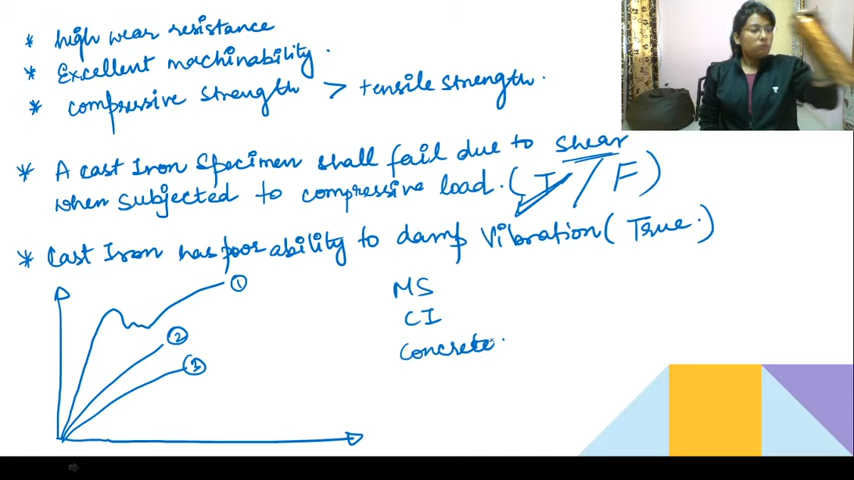 * high wear resistance
* Excellent machinability.
* compressive strength > tensile strength.
* A cast Iron specimen shall fail due to shear
when subjected to compressive load. ( T / F )
* Cast Iron has poor ability to damp vibration ( True. )
①
MS
CI
②
concrete.
③